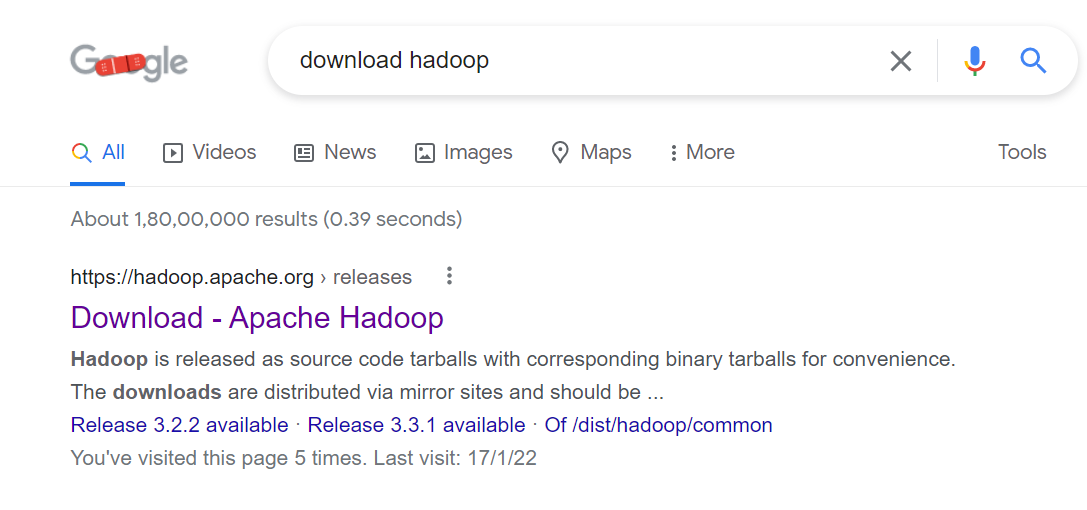 Google
download hadoop
All Videos News Images Maps More Tools
About 1,80,00,000 results (0.39 seconds)
https://hadoop.apache.org › releases
Download - Apache Hadoop
Hadoop is released as source code tarballs with corresponding binary tarballs for convenience.
The downloads are distributed via mirror sites and should be ...
Release 3.2.2 available · Release 3.3.1 available · Of /dist/hadoop/common
You've visited this page 5 times. Last visit: 17/1/22